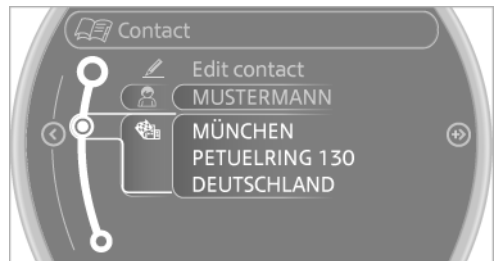 Contact
Edit contact
MUSTERMANN
MÜNCHEN
PETUELRING 130
DEUTSCHLAND